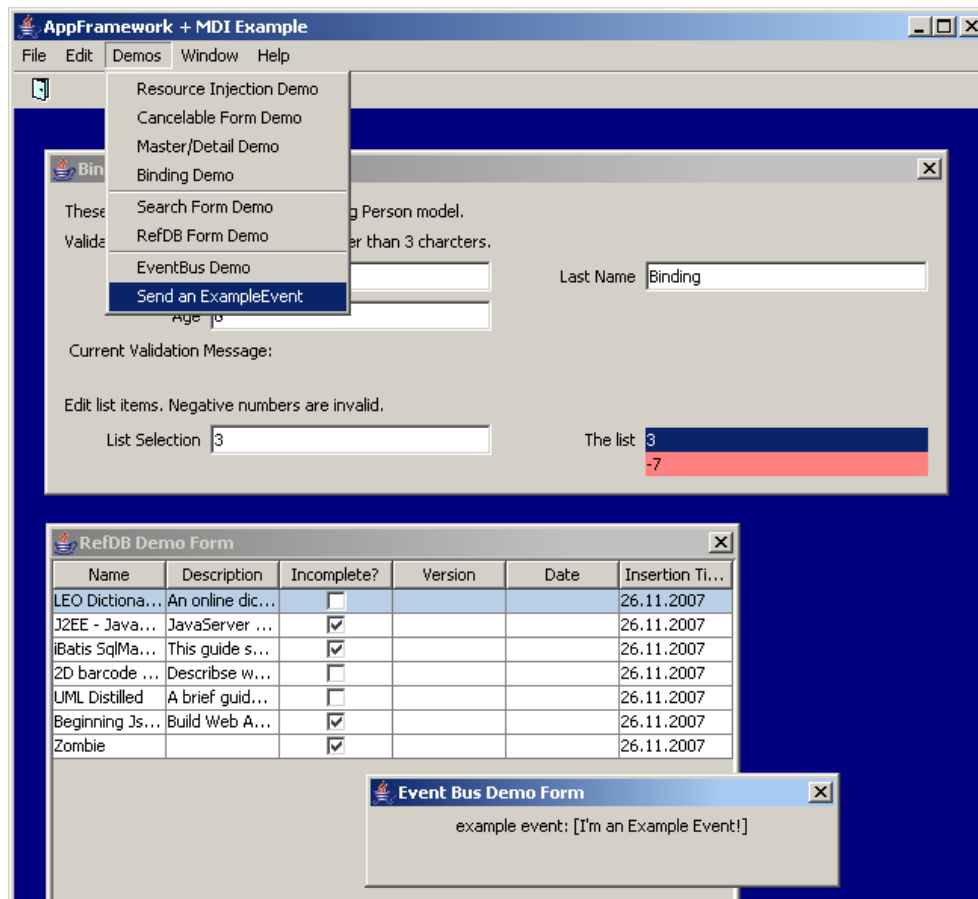 AppFramework + MDI Example
File Edit Demos Window Help
Resource Injection Demo
Cancelable Form Demo
Master/Detail Demo
Binding Demo
Search Form Demo
RefDB Form Demo
EventBus Demo
Send an ExampleEvent
Bin
These g Person model.
Valida er than 3 charcters.
Last Name Binding
Age
Current Validation Message:
Edit list items. Negative numbers are invalid.
List Selection 3 The list 3
-7
RefDB Demo Form
Name Description Incomplete? Version Date Insertion Ti...
LEO Dictiona... An online dic... 26.11.2007
J2EE - Java... JavaServer ... 26.11.2007
iBatis SqlMa... This guide s... 26.11.2007
2D barcode ... Describse w... 26.11.2007
UML Distilled A brief guid... 26.11.2007
Beginning Js... Build Web A... 26.11.2007
Zombie 26.11.2007
Event Bus Demo Form
example event: [I'm an Example Event!]